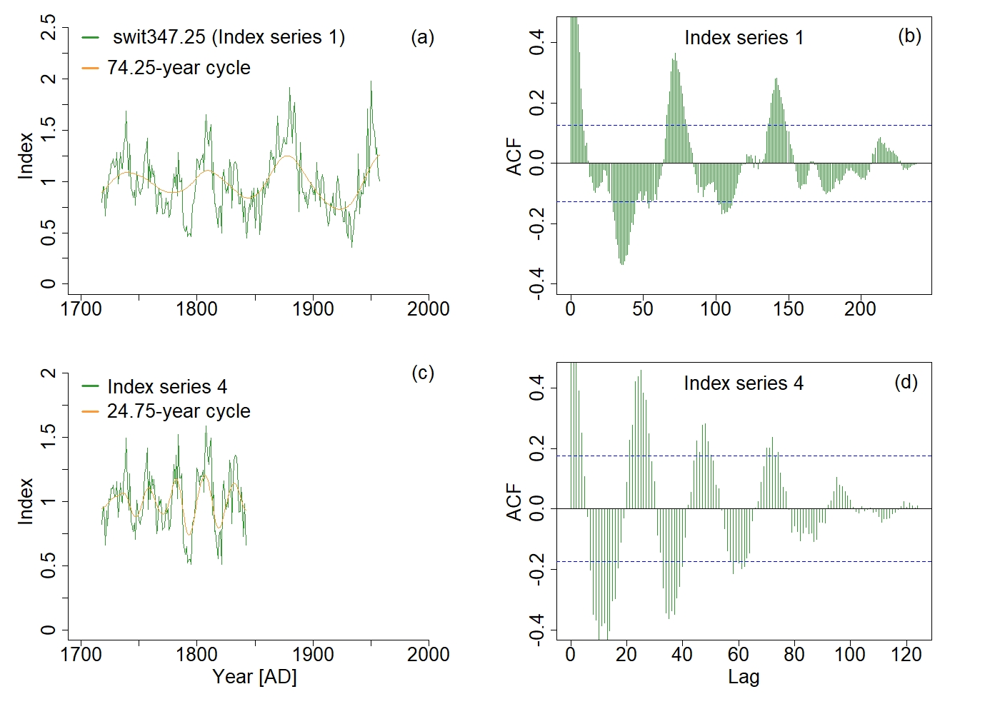 swit347.25 (Index series 1)
74.25-year cycle
(a)
Index
2.5
2
1.5
1
0.5
0
1700
1800
1900
2000
Index series 1
(b)
ACF
0.4
0.2
0.0
-0.2
-0.4
0
50
100
150
200
Index series 4
24.75-year cycle
(c)
Index
2
1.5
1
0.5
0
1700
1800
1900
2000
Year [AD]
Index series 4
(d)
ACF
0.4
0.2
0.0
-0.2
-0.4
0
20
40
60
80
100
120
Lag